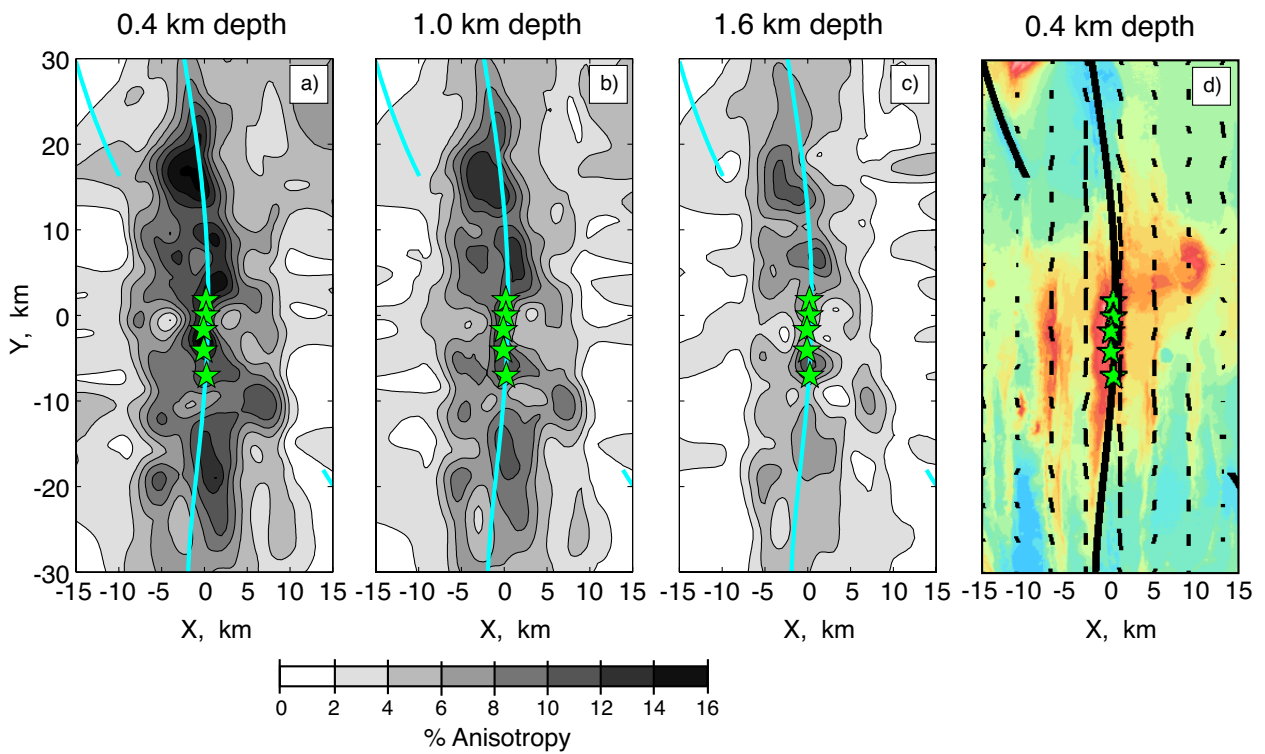 0.4 km depth 1.0 km depth 1.6 km depth 0.4 km depth
a) b) c) d)
30
20
10
0
-10
-20
-30
Y, km
-15 -10 -5 0 5 10 15 -15 -10 -5 0 5 10 15 -15 -10 -5 0 5 10 15 -15 -10 -5 0 5 10 15
X, km X, km X, km X, km
0 2 4 6 8 10 12 14 16
% Anisotropy